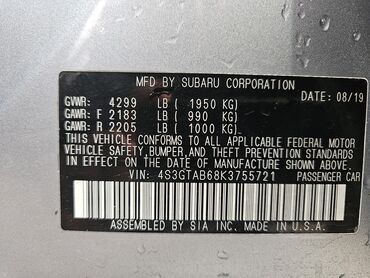 MFD BY SUBARU CORPORATION
DATE: 08/19
GVWR: 4299 LB ( 1950 KG)
GAWR: F 2183 LB ( 990 KG)
GAWR: R 2205 LB ( 1000 KG)
THIS VEHICLE CONFORMS TO ALL APPLICABLE FEDERAL MOTOR
VEHICLE SAFETY, BUMPER, AND THEFT PREVENTION STANDARDS
IN EFFECT ON THE DATE OF MANUFACTURE SHOWN ABOVE.
VIN: 4S3GTAB68K3755721 PASSENGER CAR
ASSEMBLED BY SIA INC. MADE IN U.S.A.